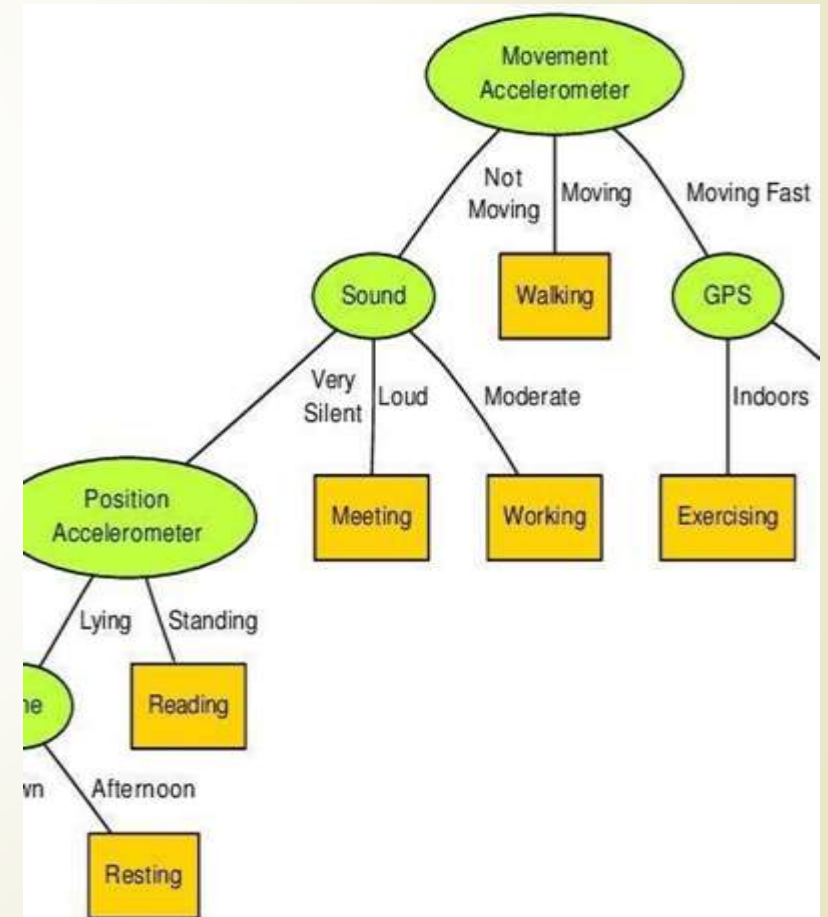 Movement
Accelerometer
Not
Moving
Moving
Moving Fast
Sound
Walking
GPS
Very
Silent
Loud
Moderate
Indoors
Position
Accelerometer
Meeting
Working
Exercising
Lying
Standing
Reading
Afternoon
Resting